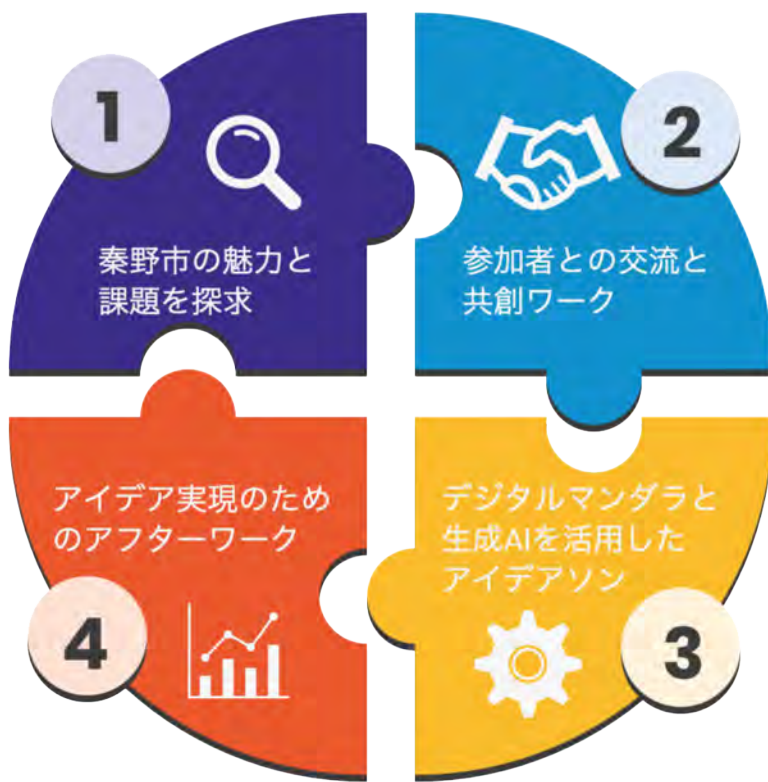 1
秦野市の魅力と
課題を探求
2
参加者との交流と
共創ワーク
3
デジタルマンダラと
生成AIを活用した
アイデアソン
4
アイデア実現のため
のアフターワーク